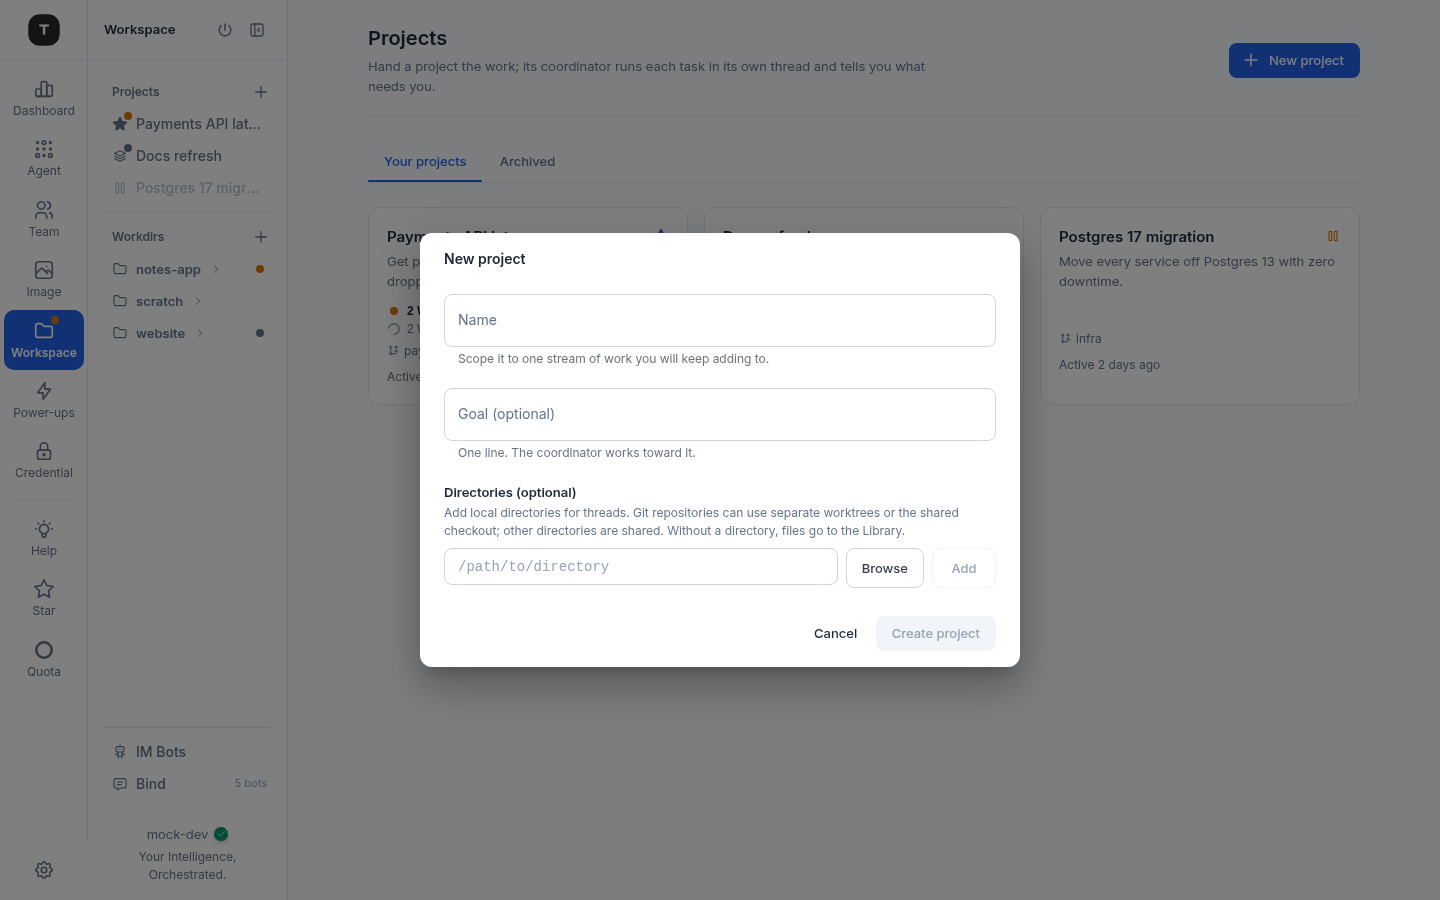 T
Workspace
Dashboard
Agent
Team
Image
Workspace
Power-ups
Credential
Help
Star
Quota
Projects
Payments API lat...
Docs refresh
Postgres 17 migr...
Workdirs
notes-app
scratch
website
IM Bots
Bind
5 bots
mock-dev
Your Intelligence,
Orchestrated.
Projects
Hand a project the work; its coordinator runs each task in its own thread and tells you what
needs you.
New project
Your projects
Archived
Postgres 17 migration
Move every service off Postgres 13 with zero
downtime.
infra
Active 2 days ago
Active
New project
Name
Scope it to one stream of work you will keep adding to.
Goal (optional)
One line. The coordinator works toward it.
Directories (optional)
Add local directories for threads. Git repositories can use separate worktrees or the shared
checkout; other directories are shared. Without a directory, files go to the Library.
/path/to/directory
Browse
Add
Cancel
Create project